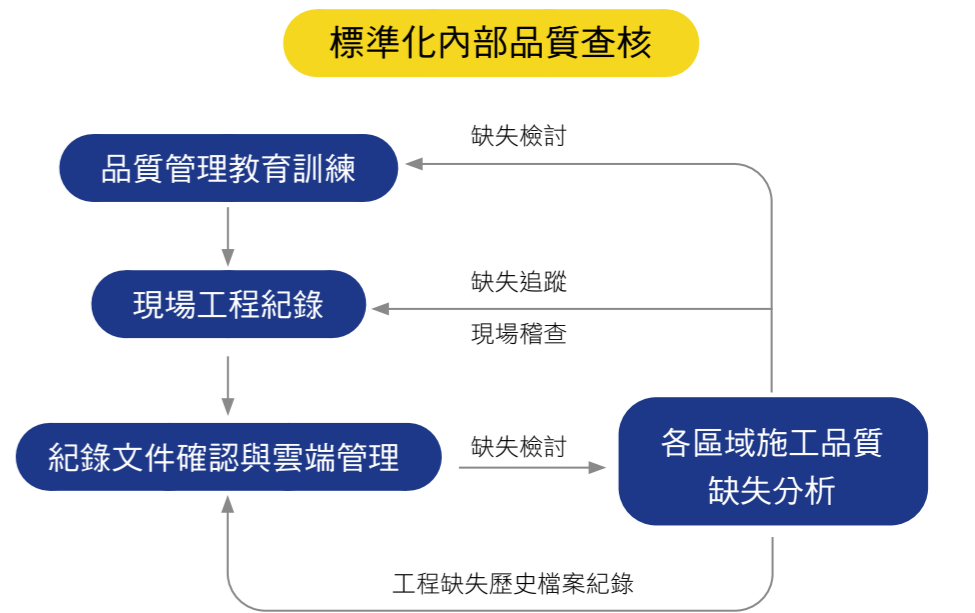 標準化內部品質查核
缺失檢討
品質管理教育訓練
缺失追蹤
現場工程紀錄
現場稽查
各區域施工品質
缺失檢討
紀錄文件確認與雲端管理
缺失分析
工程缺失歷史檔案紀錄